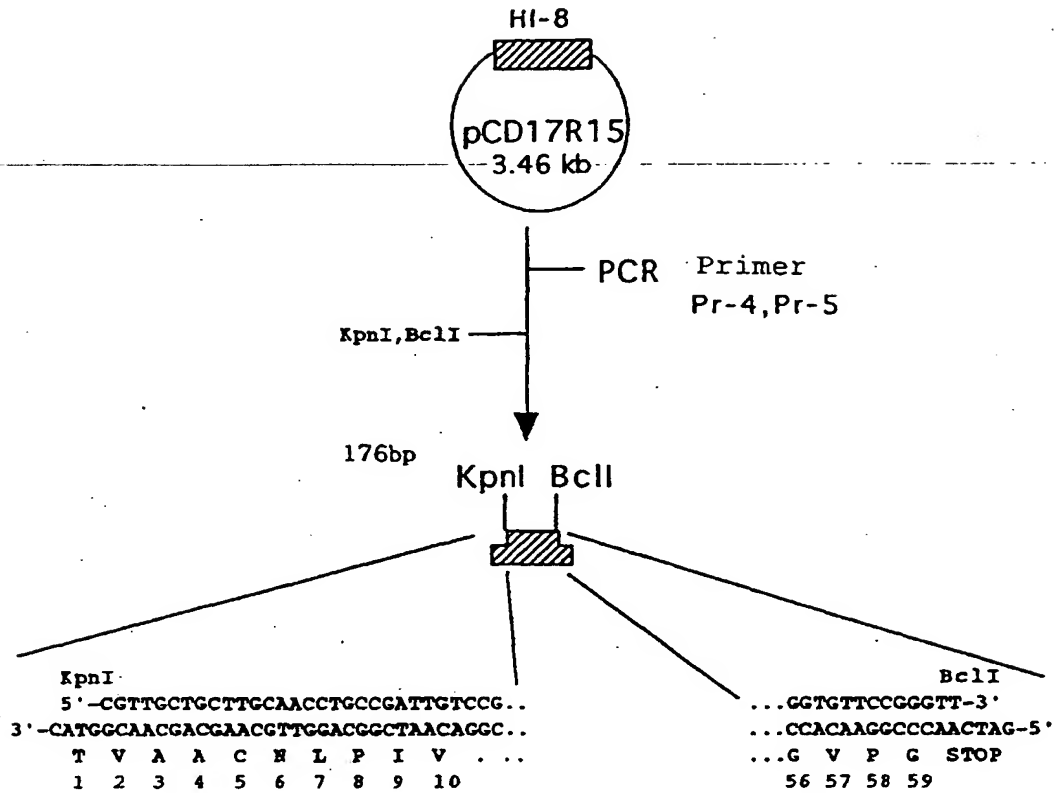 HI-8
pCD17R15
3.46 kb
PCR Primer
Pr-4,Pr-5
KpnI,BclI
176bp
KpnI BclI
KpnI
5'-CGTTGCTGCTTGCAACCTGCCGATTGTCCG..
3'-CATGGCAACGACGAACGTTGGACGGCTAACAGGC..
T V A A C N L P I V . . .
1 2 3 4 5 6 7 8 9 10
BclI
...GGTGTTCCGGGTT-3'
...CCACAAGGCCCAACTAG-5'
...G V P G STOP
56 57 58 59